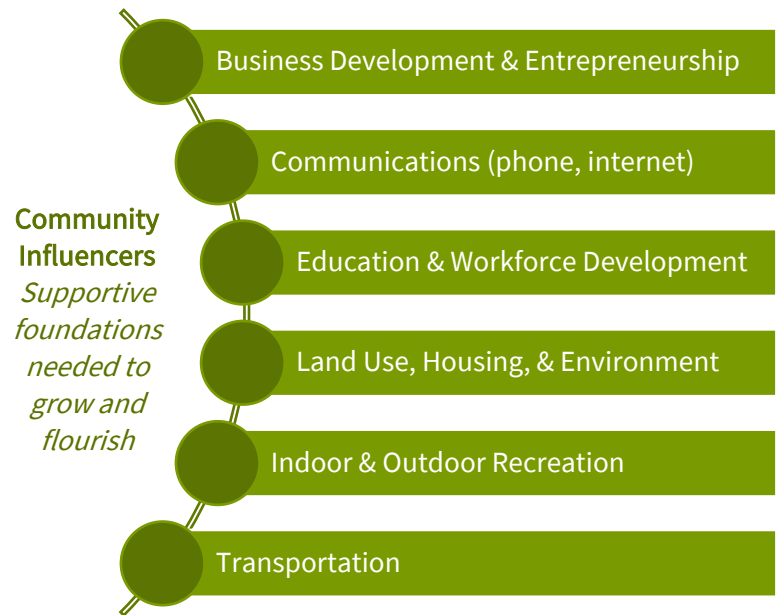 Community
Influencers
Supportive
foundations
needed to
grow and
flourish
Business Development & Entrepreneurship
Communications (phone, internet)
Education & Workforce Development
Land Use, Housing, & Environment
Indoor & Outdoor Recreation
Transportation